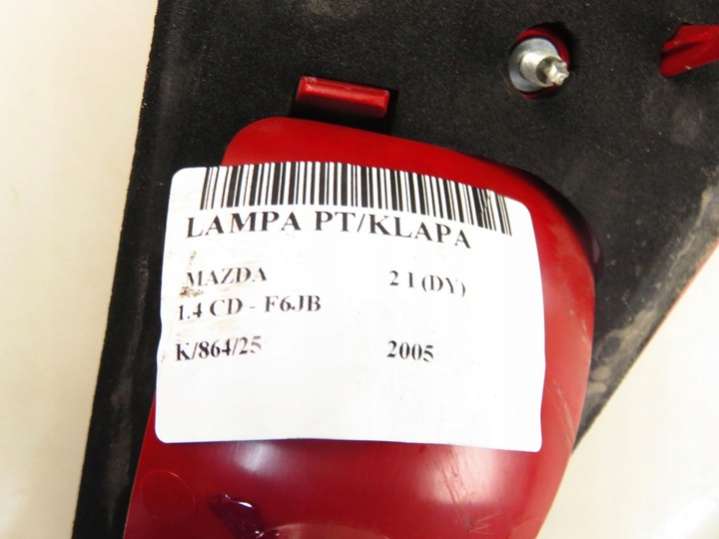 LAMPA PT/KLAPA
MAZDA 2 I (DY)
1.4 CD - F6JB
K/864/25 2005